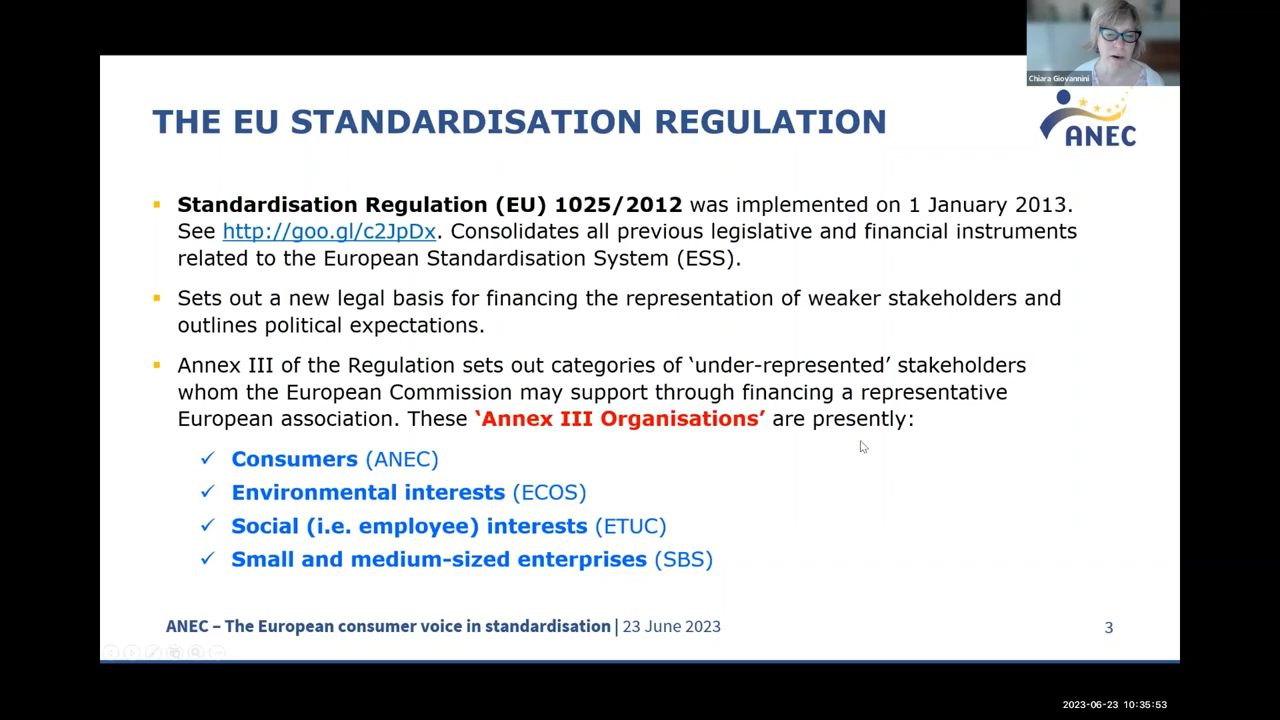 Chiara Giovannini
THE EU STANDARDISATION REGULATION
ANEC
▪ Standardisation Regulation (EU) 1025/2012 was implemented on 1 January 2013.
See http://goo.gl/c2JpDx. Consolidates all previous legislative and financial instruments
related to the European Standardisation System (ESS).
▪ Sets out a new legal basis for financing the representation of weaker stakeholders and
outlines political expectations.
▪ Annex III of the Regulation sets out categories of ‘under-represented’ stakeholders
whom the European Commission may support through financing a representative
European association. These ‘Annex III Organisations’ are presently:
✓ Consumers (ANEC)
✓ Environmental interests (ECOS)
✓ Social (i.e. employee) interests (ETUC)
✓ Small and medium-sized enterprises (SBS)
ANEC – The European consumer voice in standardisation | 23 June 2023
3
2023-06-23 10:35:53